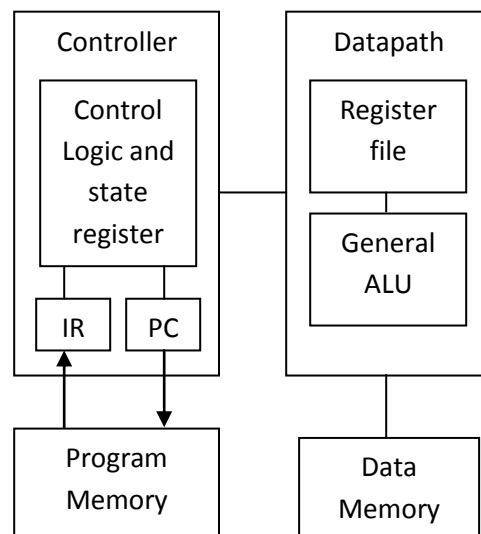 Controller
Control
Logic and
state
register
IR
PC
Program
Memory
Datapath
Register
file
General
ALU
Data
Memory